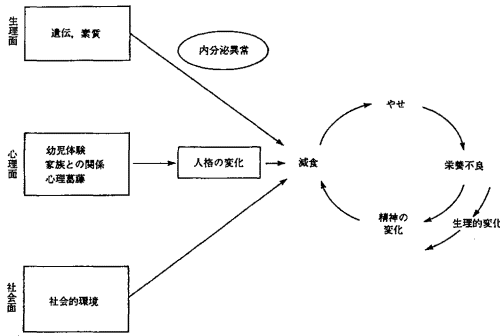 生理面
遺伝，素質
内分泌異常
心理面
幼児体験
家族との関係
心理葛藤
人格の変化
減食
やせ
栄養不良
生理的変化
精神の
変化
社会面
社会的環境